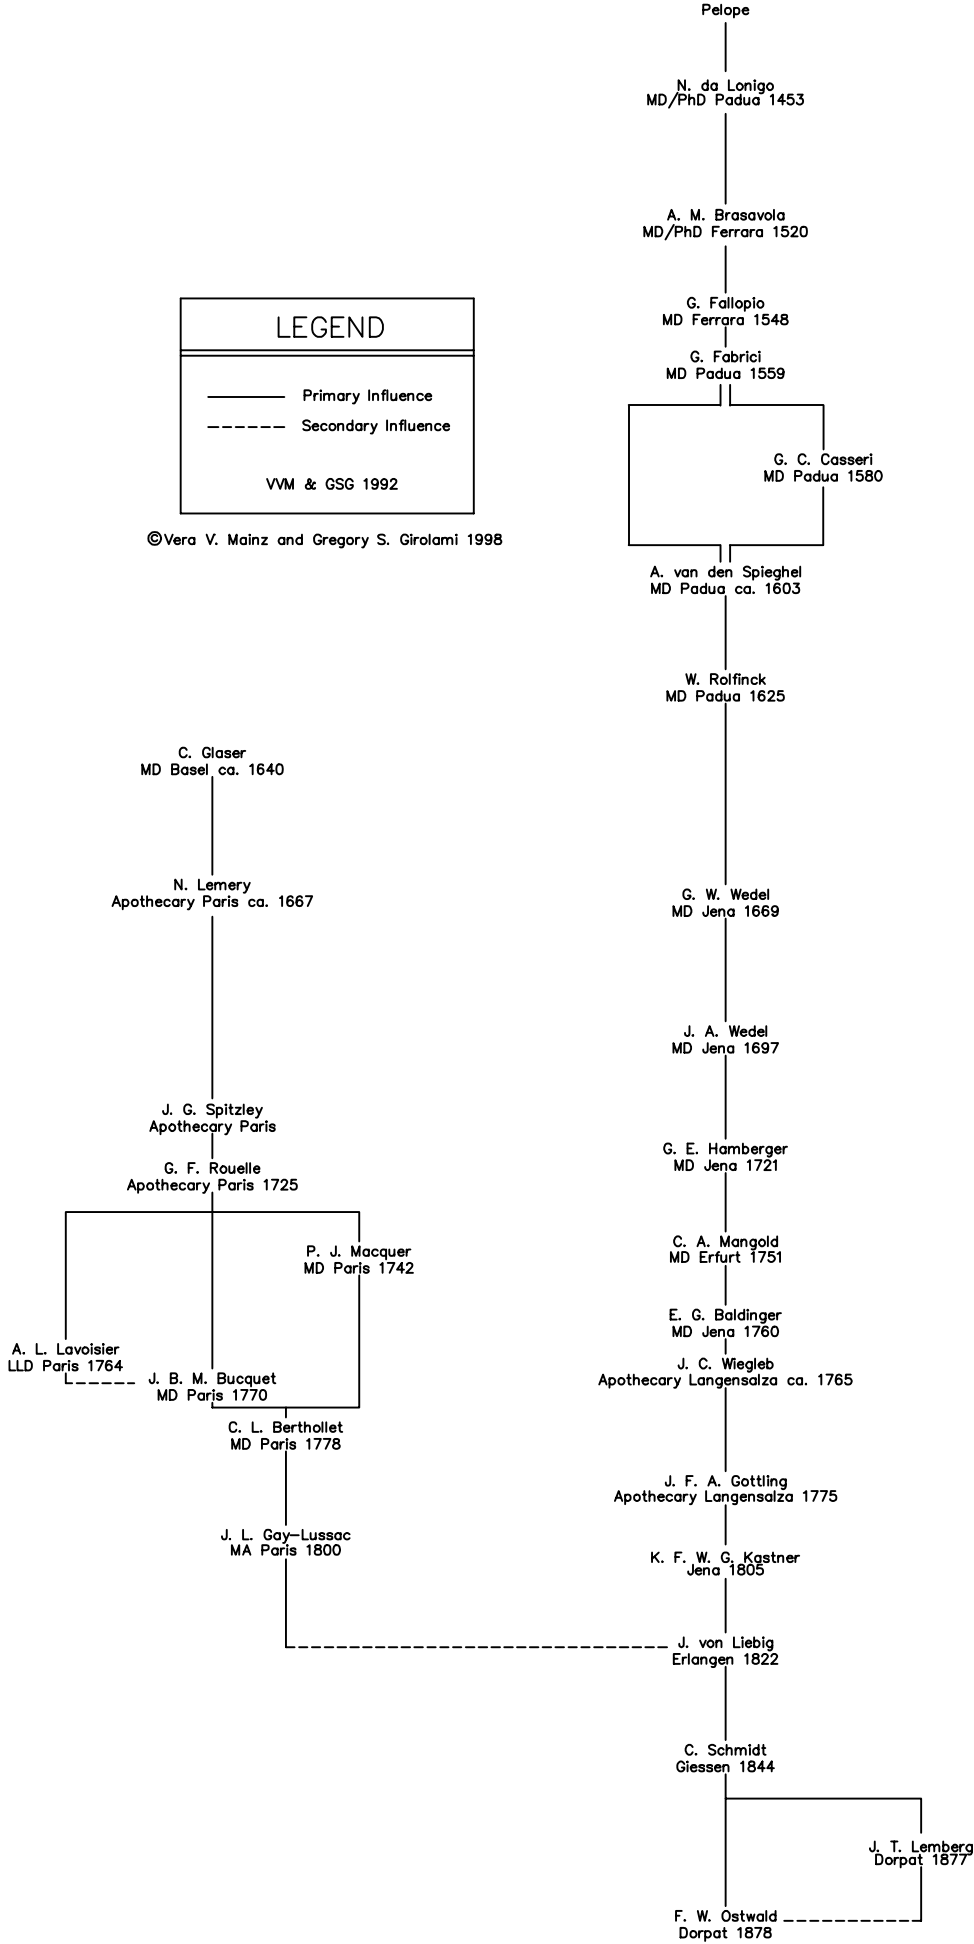 Pelope
N. da Lonigo
MD/PhD Padua 1453
A. M. Brasavola
MD/PhD Ferrara 1520
G. Fallopio
MD Ferrara 1548
G. Fabrici
MD Padua 1559
LEGEND
Primary Influence
Secondary Influence
VVM & GSG 1992
©Vera V. Mainz and Gregory S. Girolami 1998
G. C. Casseri
MD Padua 1580
A. van den Spieghel
MD Padua ca. 1603
W. Rolfinck
MD Padua 1625
C. Glaser
MD Basel ca. 1640
N. Lemery
Apothecary Paris ca. 1667
G. W. Wedel
MD Jena 1669
J. A. Wedel
MD Jena 1697
J. G. Spitzley
Apothecary Paris
G. F. Rouelle
Apothecary Paris 1725
G. E. Hamberger
MD Jena 1721
P. J. Macquer
MD Paris 1742
C. A. Mangold
MD Erfurt 1751
E. G. Baldinger
MD Jena 1760
A. L. Lavoisier
LLD Paris 1764
J. B. M. Bucquet
MD Paris 1770
J. C. Wiegleb
Apothecary Langensalza ca. 1765
C. L. Berthollet
MD Paris 1778
J. F. A. Gottling
Apothecary Langensalza 1775
J. L. Gay-Lussac
MA Paris 1800
K. F. W. G. Kastner
Jena 1805
J. von Liebig
Erlangen 1822
C. Schmidt
Giessen 1844
J. T. Lemberg
Dorpat 1877
F. W. Ostwald
Dorpat 1878